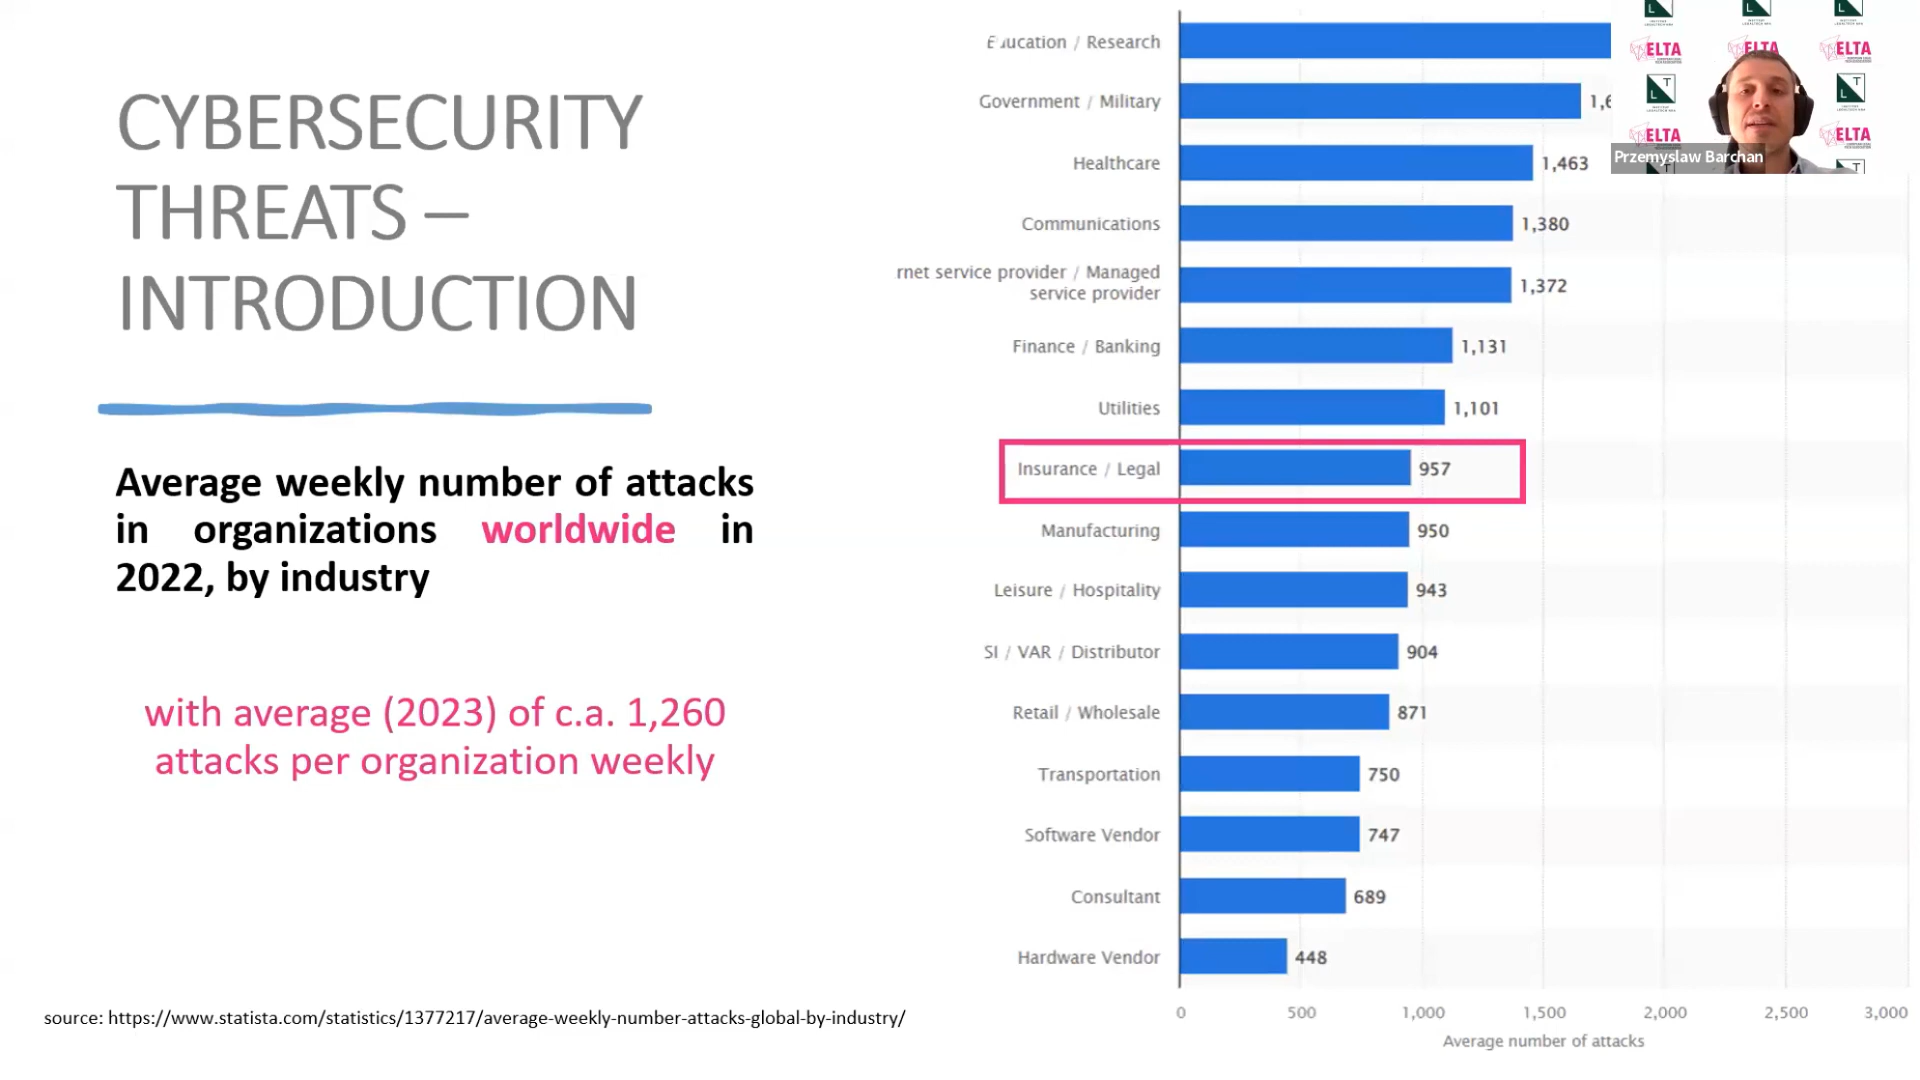 CYBERSECURITY
THREATS –
INTRODUCTION
Average weekly number of attacks
in organizations worldwide in
2022, by industry
with average (2023) of c.a. 1,260
attacks per organization weekly
source: https://www.statista.com/statistics/1377217/average-weekly-number-attacks-global-by-industry/
/ Research
Government / Military
Healthcare 1,463
Communications 1,380
rnet service provider / Managed
service provider 1,372
Finance / Banking 1,131
Utilities 1,101
Insurance / Legal 957
Manufacturing 950
Leisure / Hospitality 943
SI / VAR / Distributor 904
Retail / Wholesale 871
Transportation 750
Software Vendor 747
Consultant 689
Hardware Vendor 448
0 500 1,000 1,500 2,000 2,500 3,000
Average number of attacks
ELTA ELTA ELTA
L T L T
ELTA ELTA
Przemyslaw Barchan